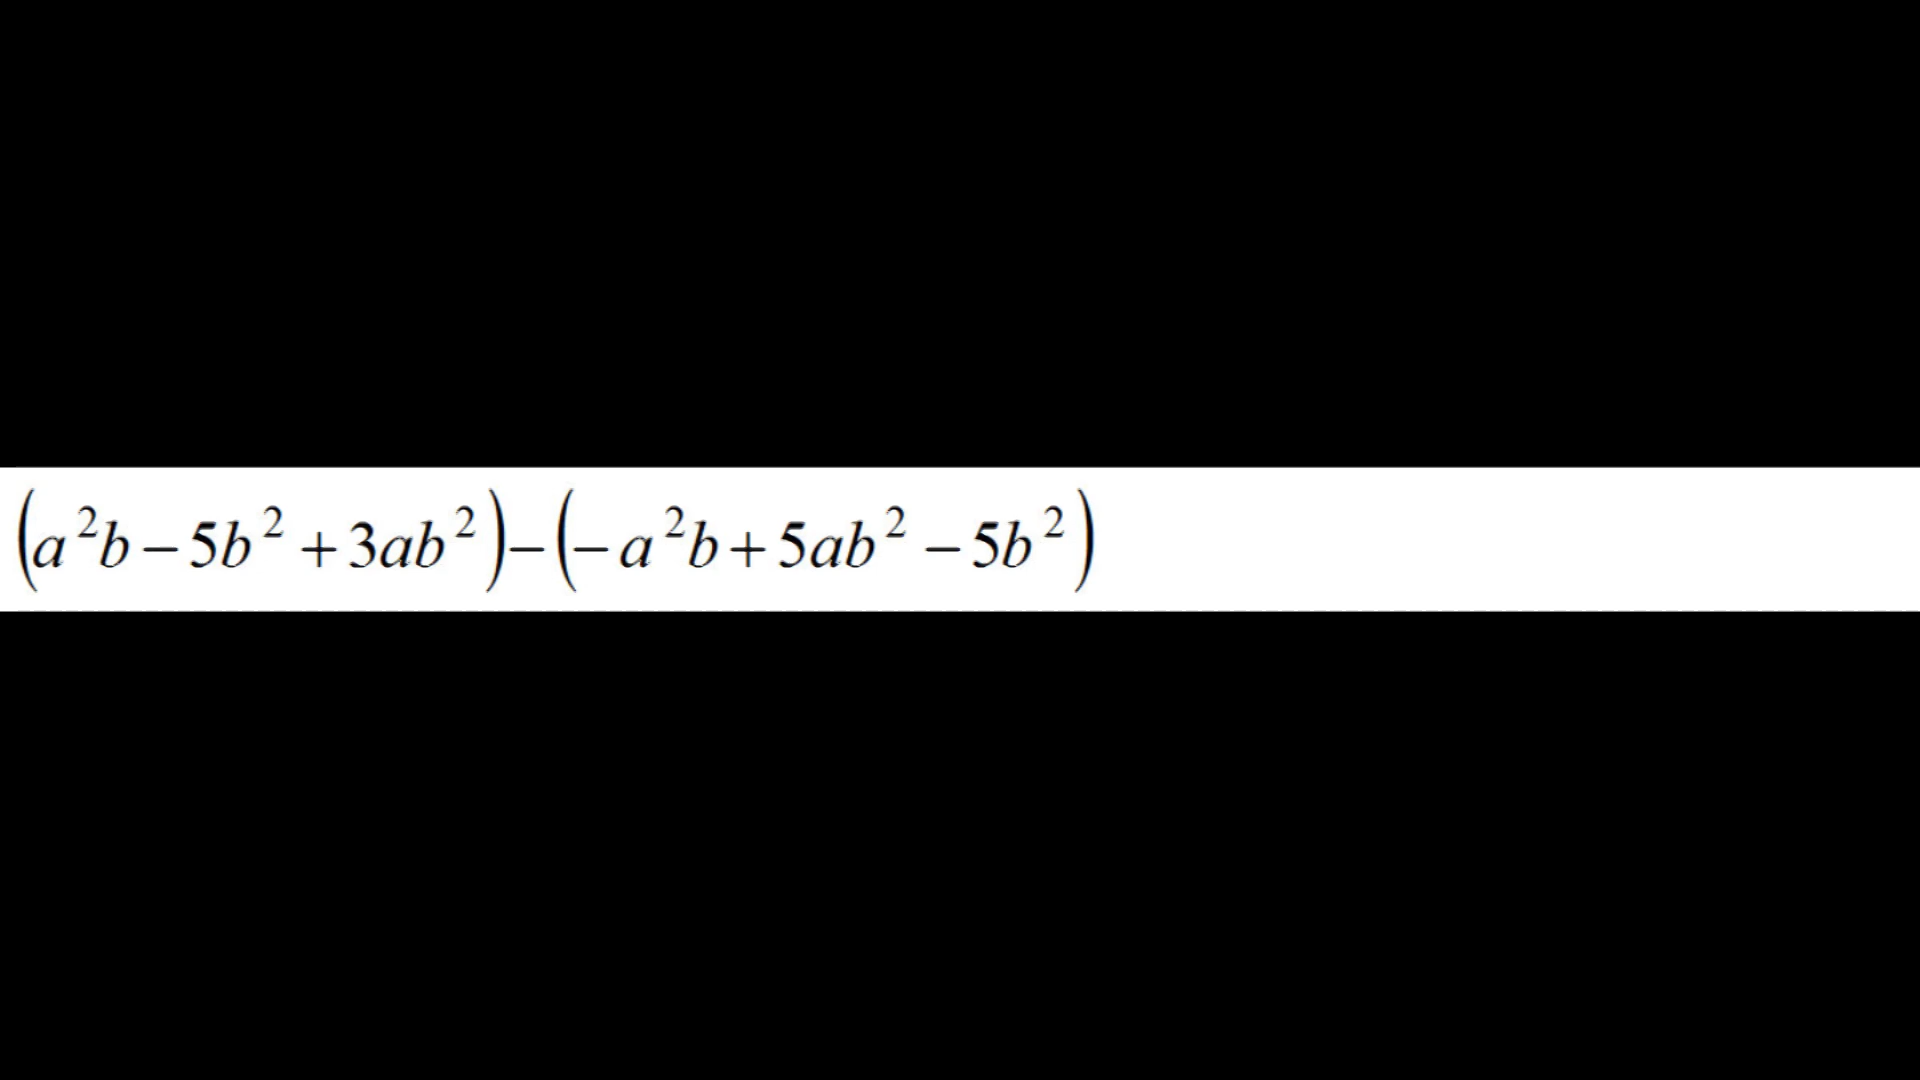 (a²b − 5b² + 3ab²) − (− a²b + 5ab² − 5b²)